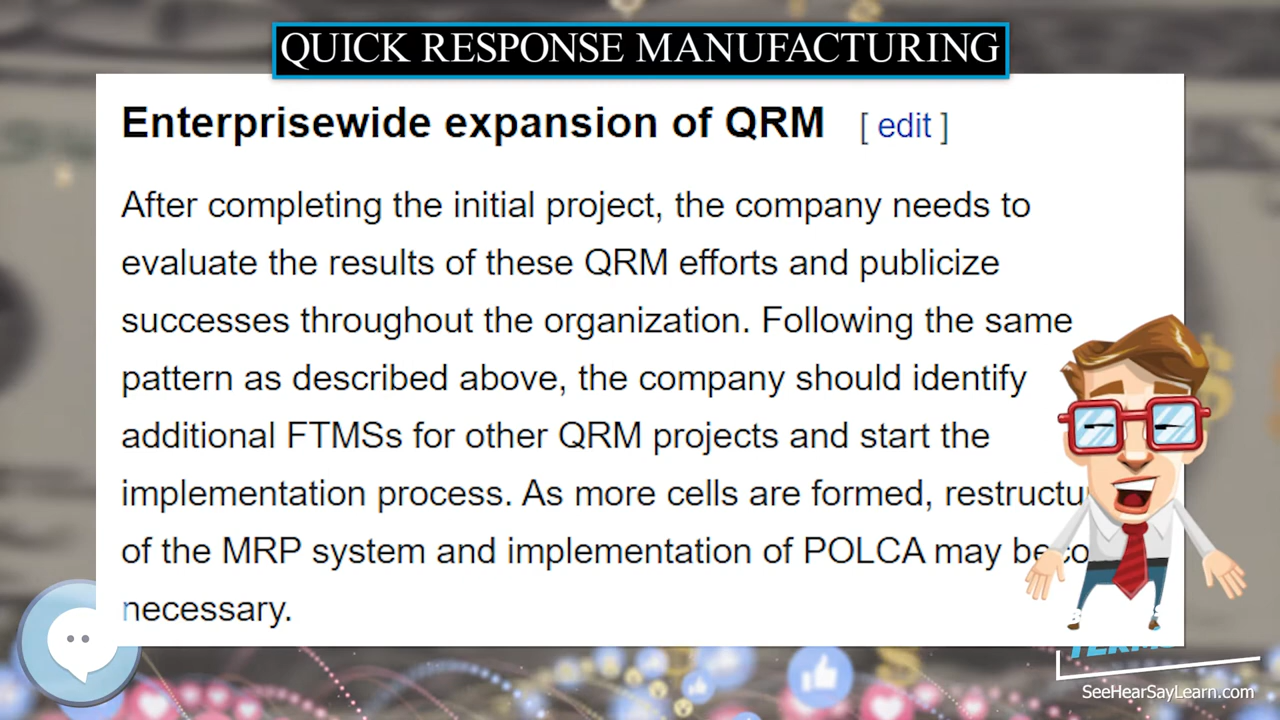 QUICK RESPONSE MANUFACTURING
Enterprisewide expansion of QRM [ edit ]
After completing the initial project, the company needs to
evaluate the results of these QRM efforts and publicize
successes throughout the organization. Following the same
pattern as described above, the company should identify
additional FTMSs for other QRM projects and start the
implementation process. As more cells are formed,
of the MRP system and implementation of POLCA may
necessary.
TERMS
SeeHearSayLearn.com